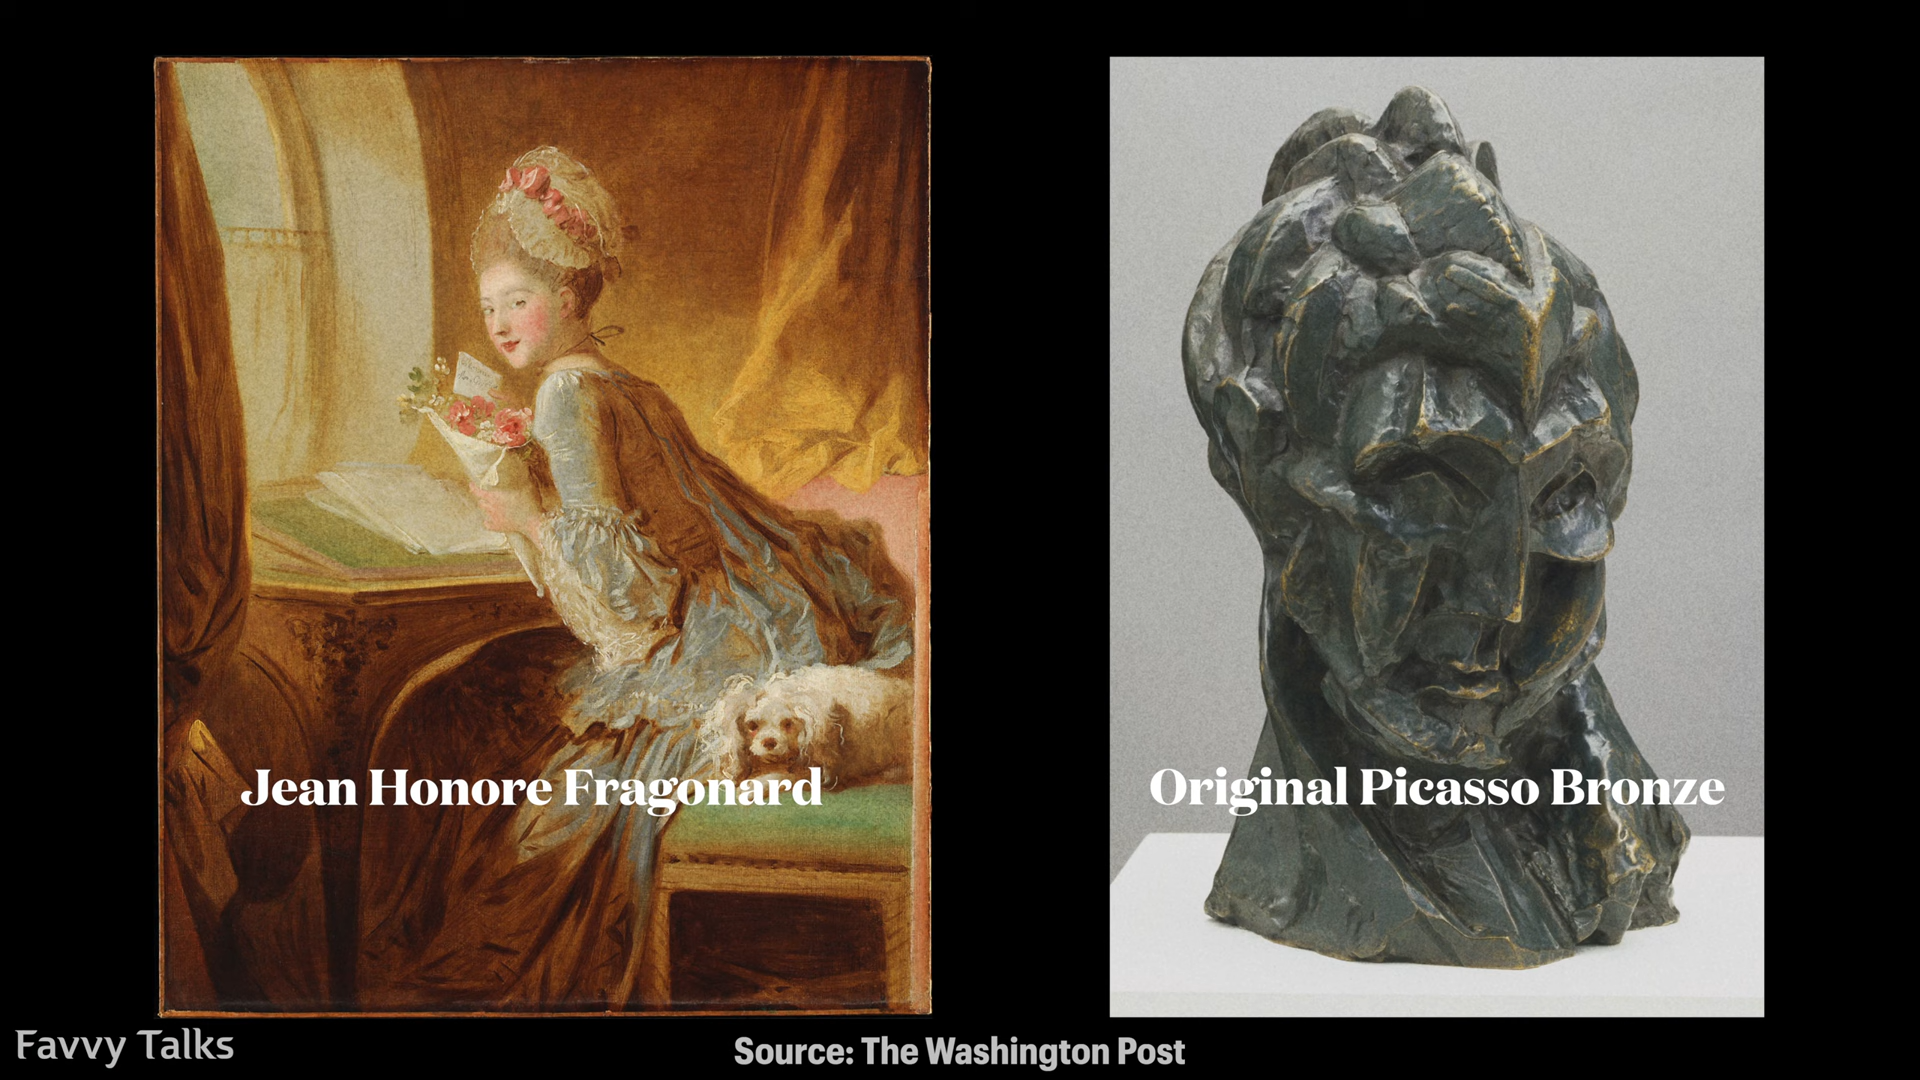 Jean Honore Fragonard
Original Picasso Bronze
Favvy Talks
Source: The Washington Post